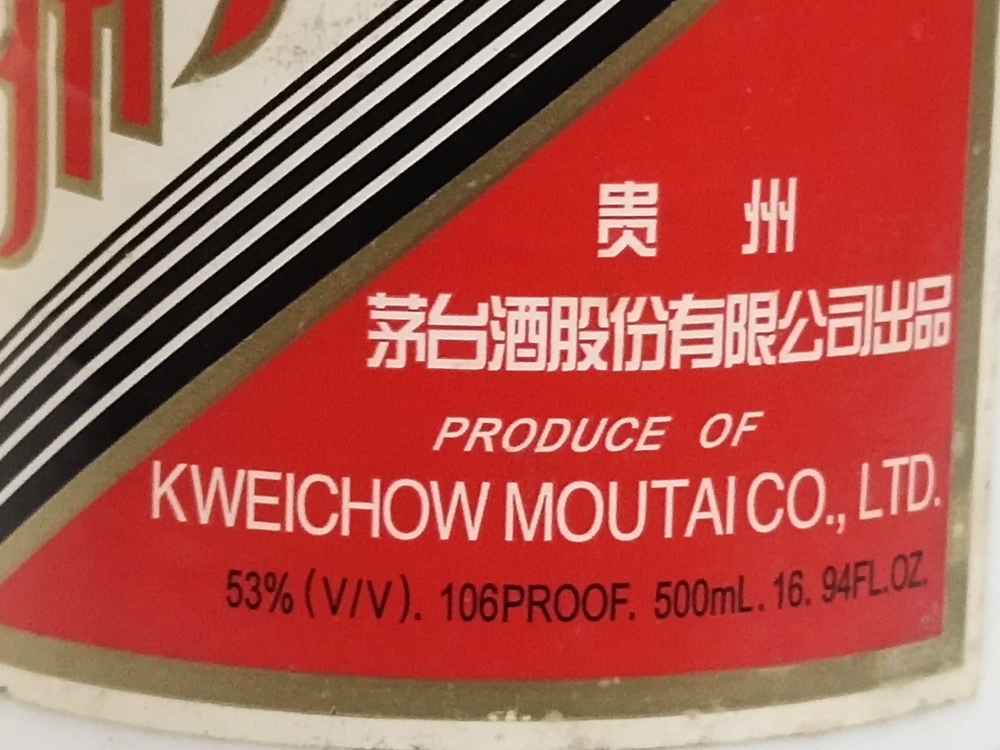 贵州
茅台酒股份有限公司出品
PRODUCE OF
KWEICHOW MOUTAI CO., LTD.
53% (V/V). 106PROOF. 500mL. 16. 94FL.OZ.